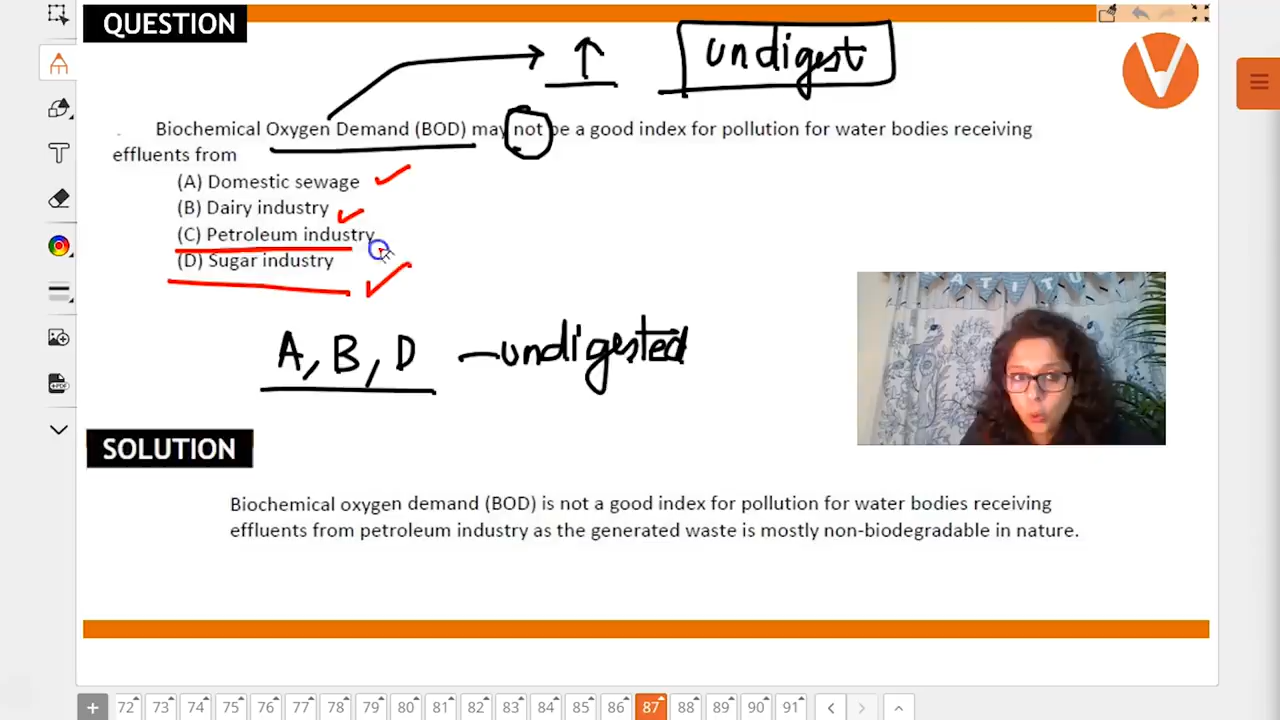 QUESTION
undigest
Biochemical Oxygen Demand (BOD) may not be a good index for pollution for water bodies receiving
effluents from
(A) Domestic sewage
(B) Dairy industry
(C) Petroleum industry
(D) Sugar industry
A, B, D – undigested
SOLUTION
Biochemical oxygen demand (BOD) is not a good index for pollution for water bodies receiving
effluents from petroleum industry as the generated waste is mostly non-biodegradable in nature.
72 73 74 75 76 77 78 79 80 81 82 83 84 85 86 87 88 89 90 91